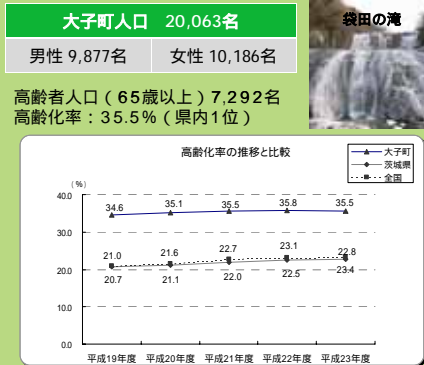 大子町人口　20,063名
袋田の滝
男性 9,877名　女性 10,186名
高齢者人口（65歳以上）7,292名
高齢化率：35.5%（県内1位）
高齢化率の推移と比較
大子町
茨城県
全国
（%）
40.0
30.0
20.0
10.0
0.0
34.6　35.1　35.5　35.8　35.5
21.0　21.6　22.7　23.1　22.8
20.7　21.1　22.0　22.5　23.4
平成19年度　平成20年度　平成21年度　平成22年度　平成23年度